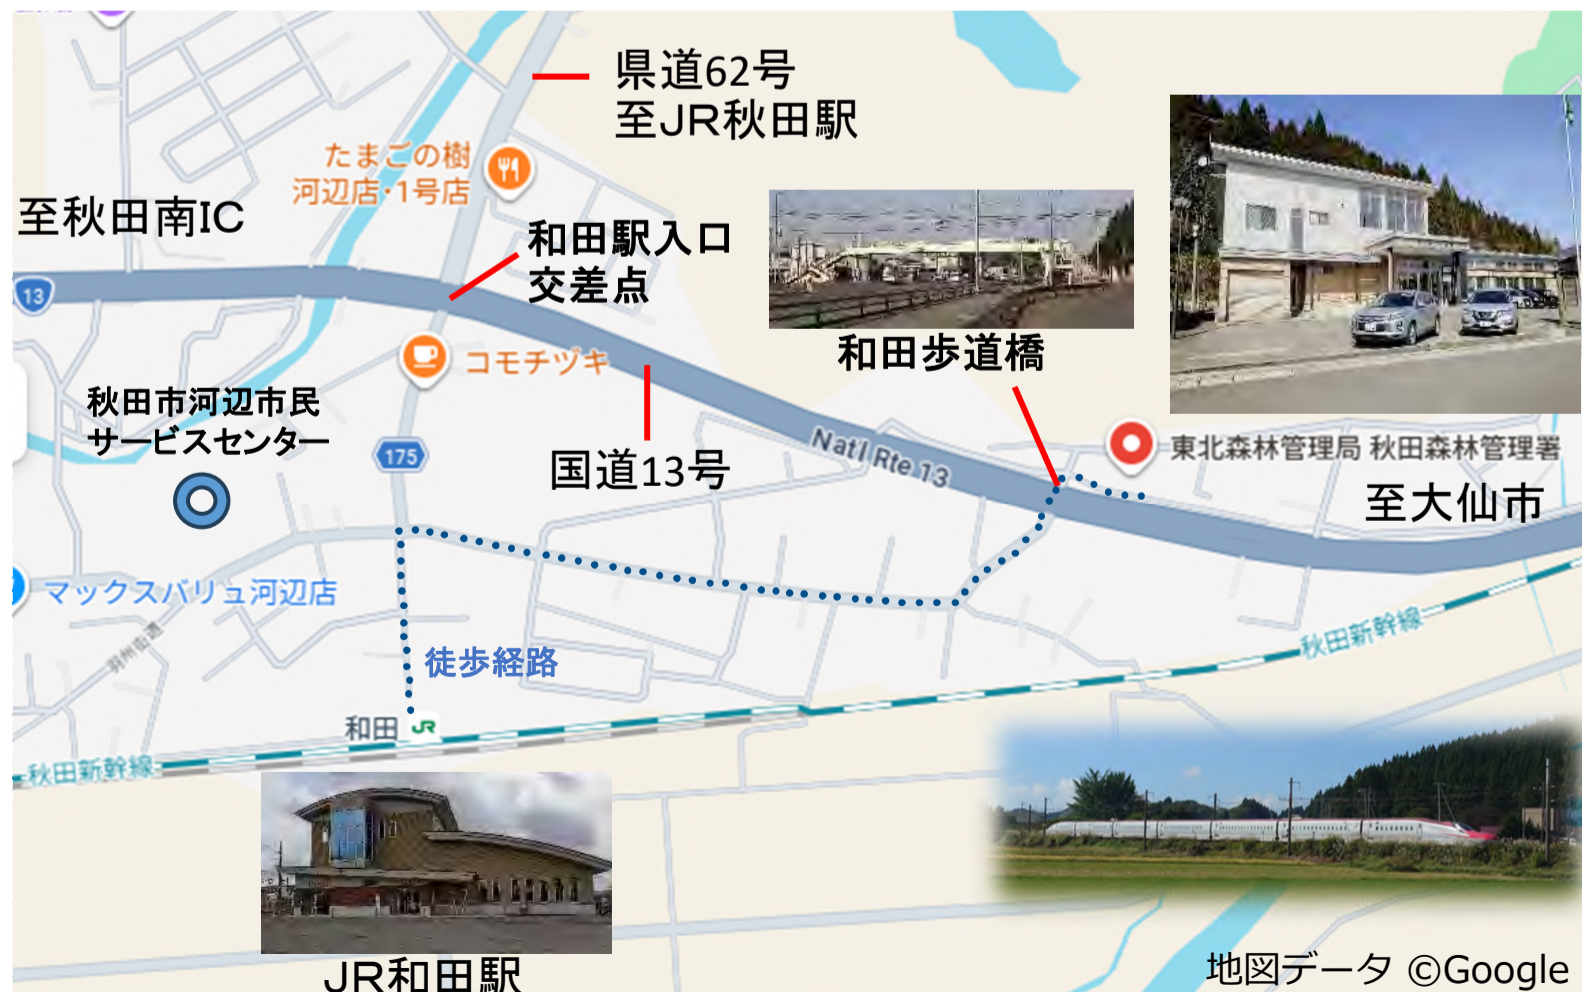 県道62号
至JR秋田駅
たまごの樹
河辺店・1号店
至秋田南IC
和田駅入口
交差点
13
コモチヅキ
和田歩道橋
秋田市河辺市民
サービスセンター
175
国道13号
Nat'l Rte 13
東北森林管理局 秋田森林管理署
至大仙市
マックスバリュ河辺店
羽州街道
徒歩経路
秋田新幹線
和田 JR
秋田新幹線
JR和田駅
地図データ ©Google